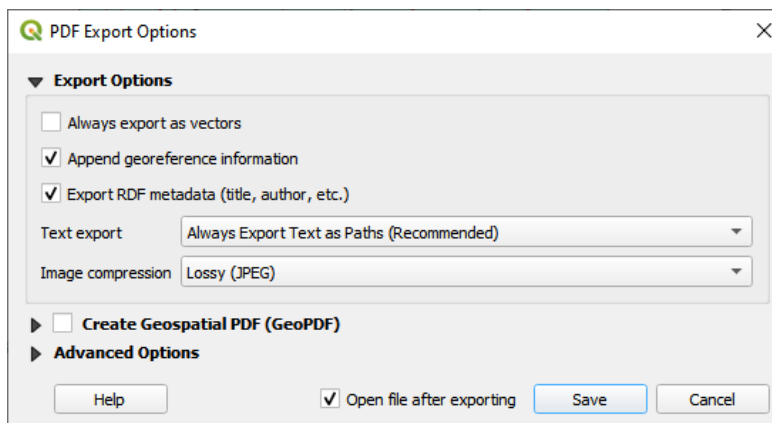 PDF Export Options
Export Options
Always export as vectors
Append georeference information
Export RDF metadata (title, author, etc.)
Text export Always Export Text as Paths (Recommended)
Image compression Lossy (JPEG)
Create Geospatial PDF (GeoPDF)
Advanced Options
Help Open file after exporting Save Cancel